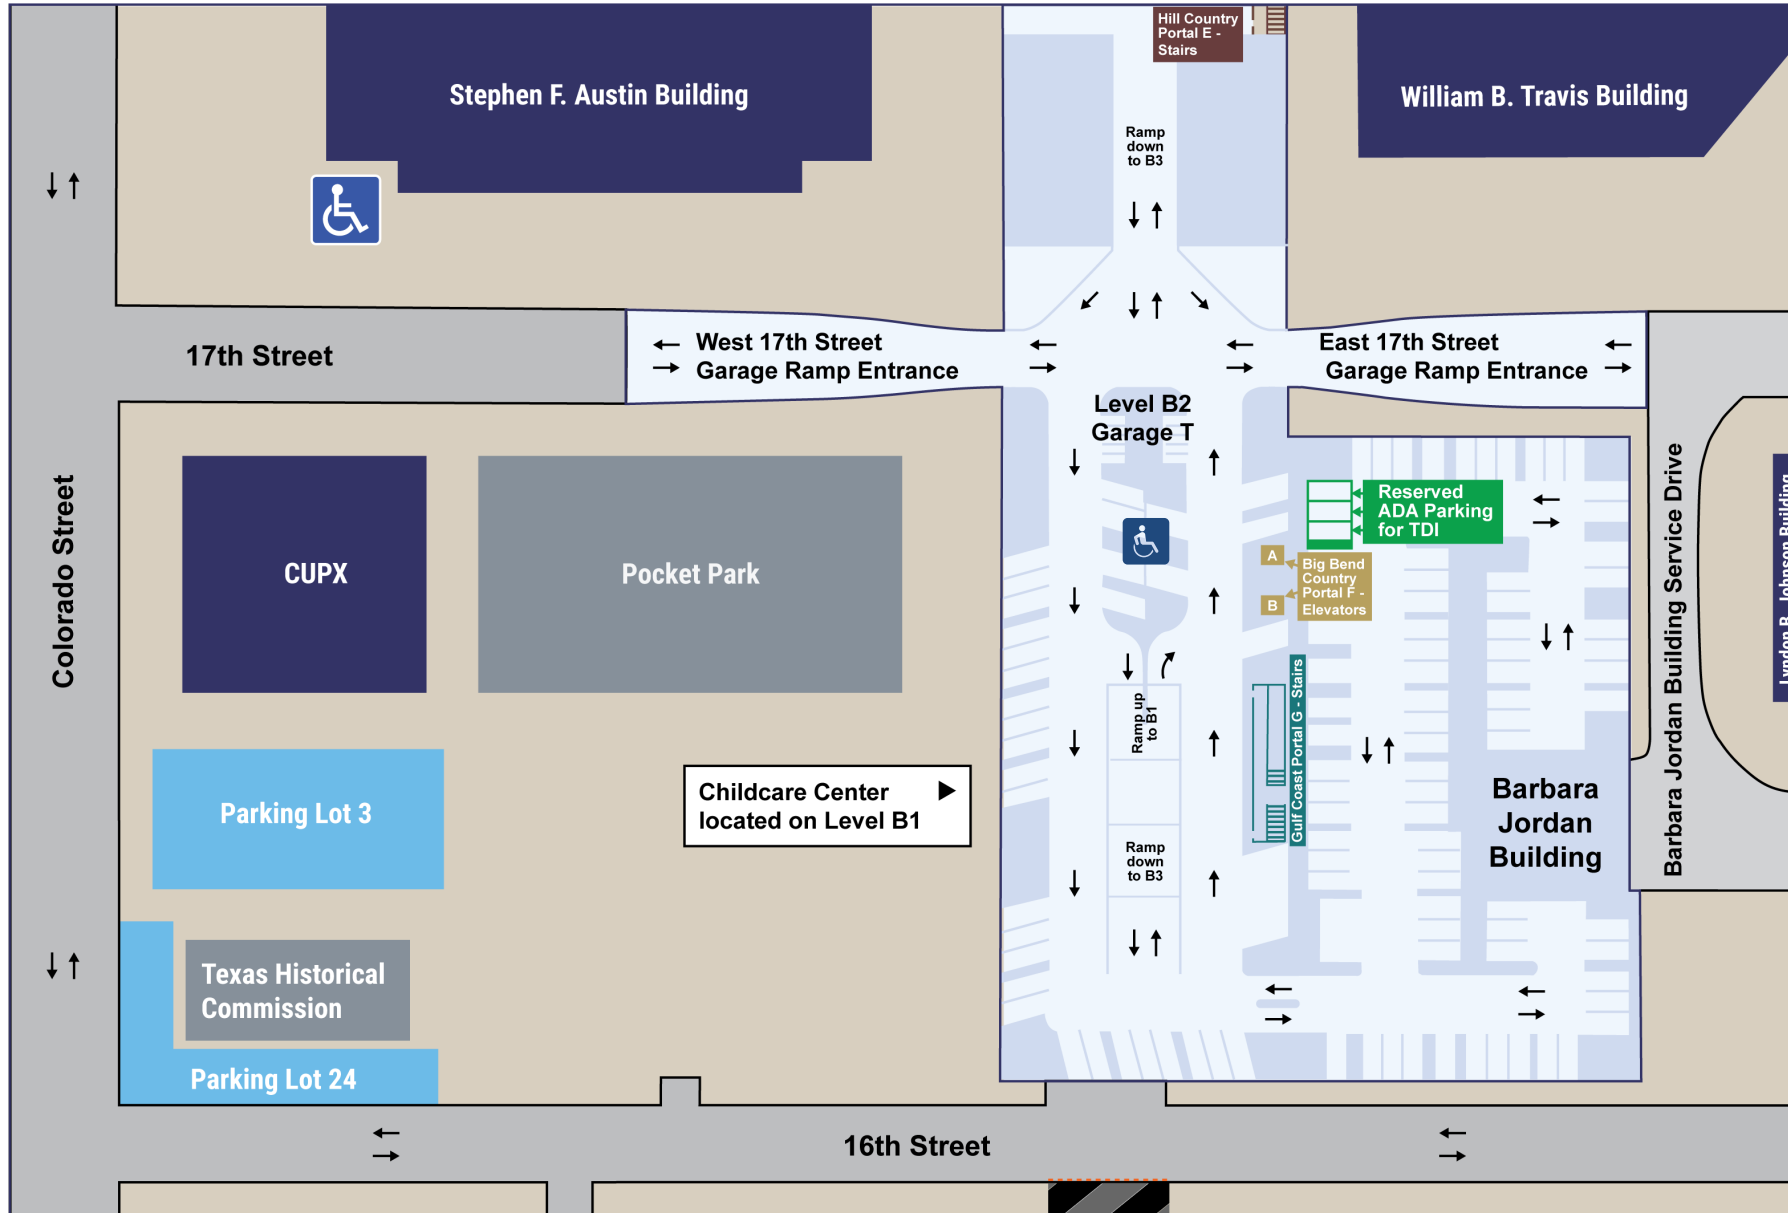 Hill Country
Portal E -
Stairs
Stephen F. Austin Building
William B. Travis Building
Ramp
down
to B3
17th Street
West 17th Street
Garage Ramp Entrance
East 17th Street
Garage Ramp Entrance
Level B2
Garage T
Reserved
ADA Parking
for TDI
A
B
Big Bend
Country
Portal F -
Elevators
CUPX
Pocket Park
Colorado Street
Barbara Jordan Building Service Drive
Lyndon B. Johnson Building
Ramp up
to B1
Gulf Coast Portal G - Stairs
Childcare Center
located on Level B1
Parking Lot 3
Barbara
Jordan
Building
Ramp
down
to B3
Texas Historical
Commission
Parking Lot 24
16th Street